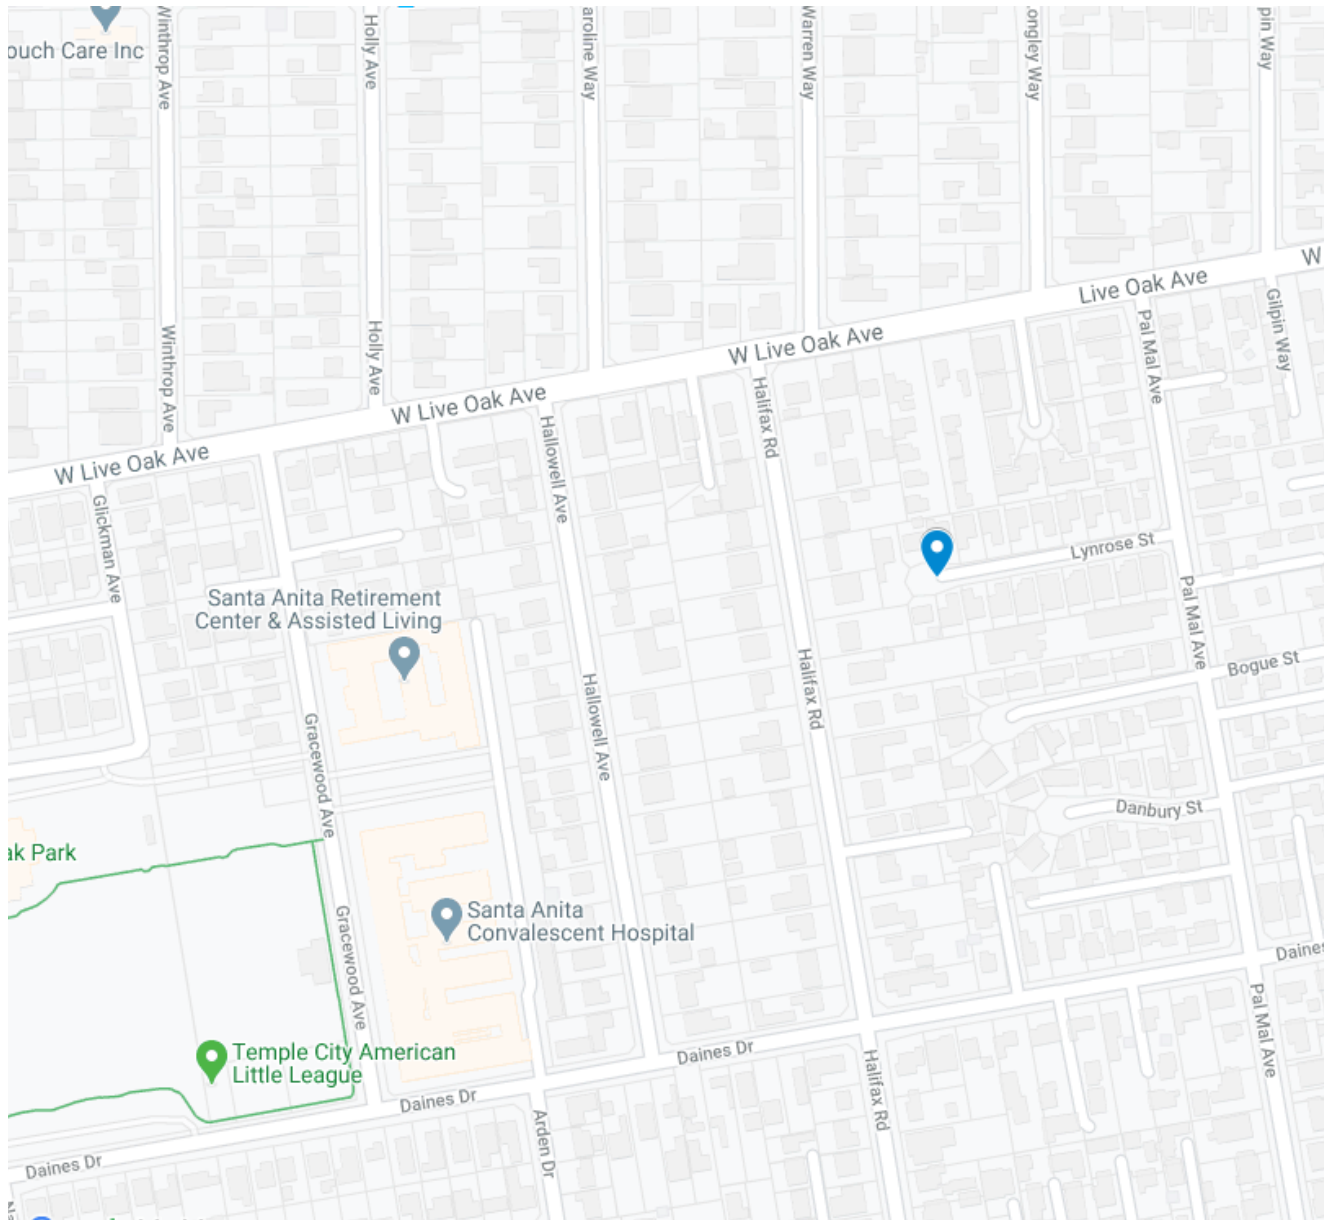 Winthrop Ave
Holly Ave
aroline Way
Warren Way
ongley Way
pin Way
ouch Care Inc
W
Live Oak Ave
Gilpin Way
Pal Mal Ave
W Live Oak Ave
Winthrop Ave
Holly Ave
Halifax Rd
W Live Oak Ave
Hallowell Ave
W Live Oak Ave
Glickman Ave
Lynrose St
Santa Anita Retirement
Center & Assisted Living
Pal Mal Ave
Halifax Rd
Bogue St
Hallowell Ave
Gracewood Ave
Danbury St
ak Park
Santa Anita
Convalescent Hospital
Gracewood Ave
Daines
Pal Mal Ave
Temple City American
Little League
Daines Dr
Halifax Rd
Daines Dr
Arden Dr
Daines Dr